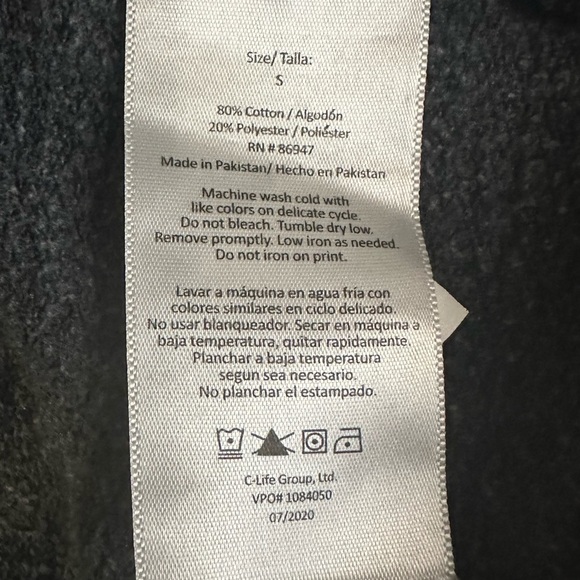 Size/ Talla:
S
80% Cotton / Algodón
20% Polyester / Poliéster
RN # 86947
Made in Pakistan/ Hecho en Pakistan
Machine wash cold with
like colors on delicate cycle.
Do not bleach. Tumble dry low.
Remove promptly. Low iron as needed.
Do not iron on print.
Lavar a máquina en agua fría con
colores similares en ciclo delicado.
No usar blanqueador. Secar en máquina a
baja temperatura, quitar rapidamente.
Planchar a baja temperatura
segun sea necesario.
No planchar el estampado.
C-Life Group, Ltd.
VPO# 1084050
07/2020